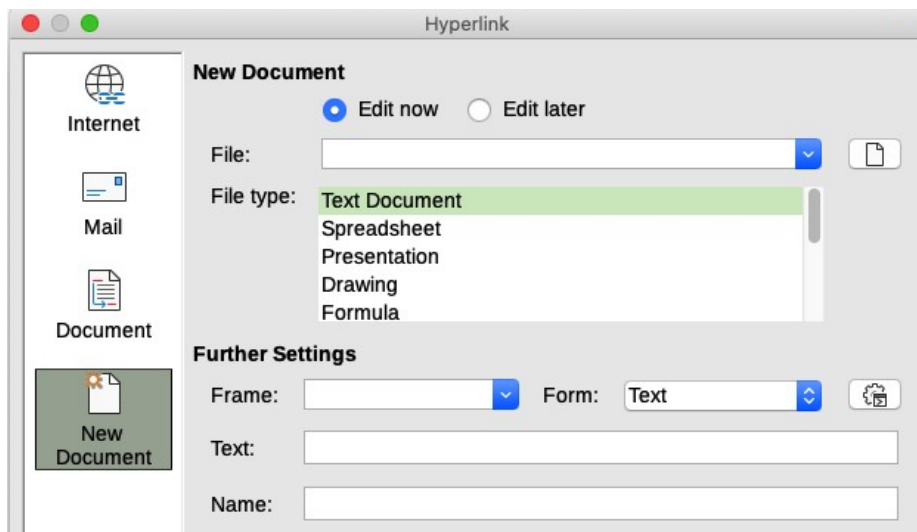 Hyperlink
Internet
Mail
Document
New
Document
New Document
Edit now Edit later
File:
File type: Text Document
Spreadsheet
Presentation
Drawing
Formula
Further Settings
Frame: Form: Text
Text:
Name: